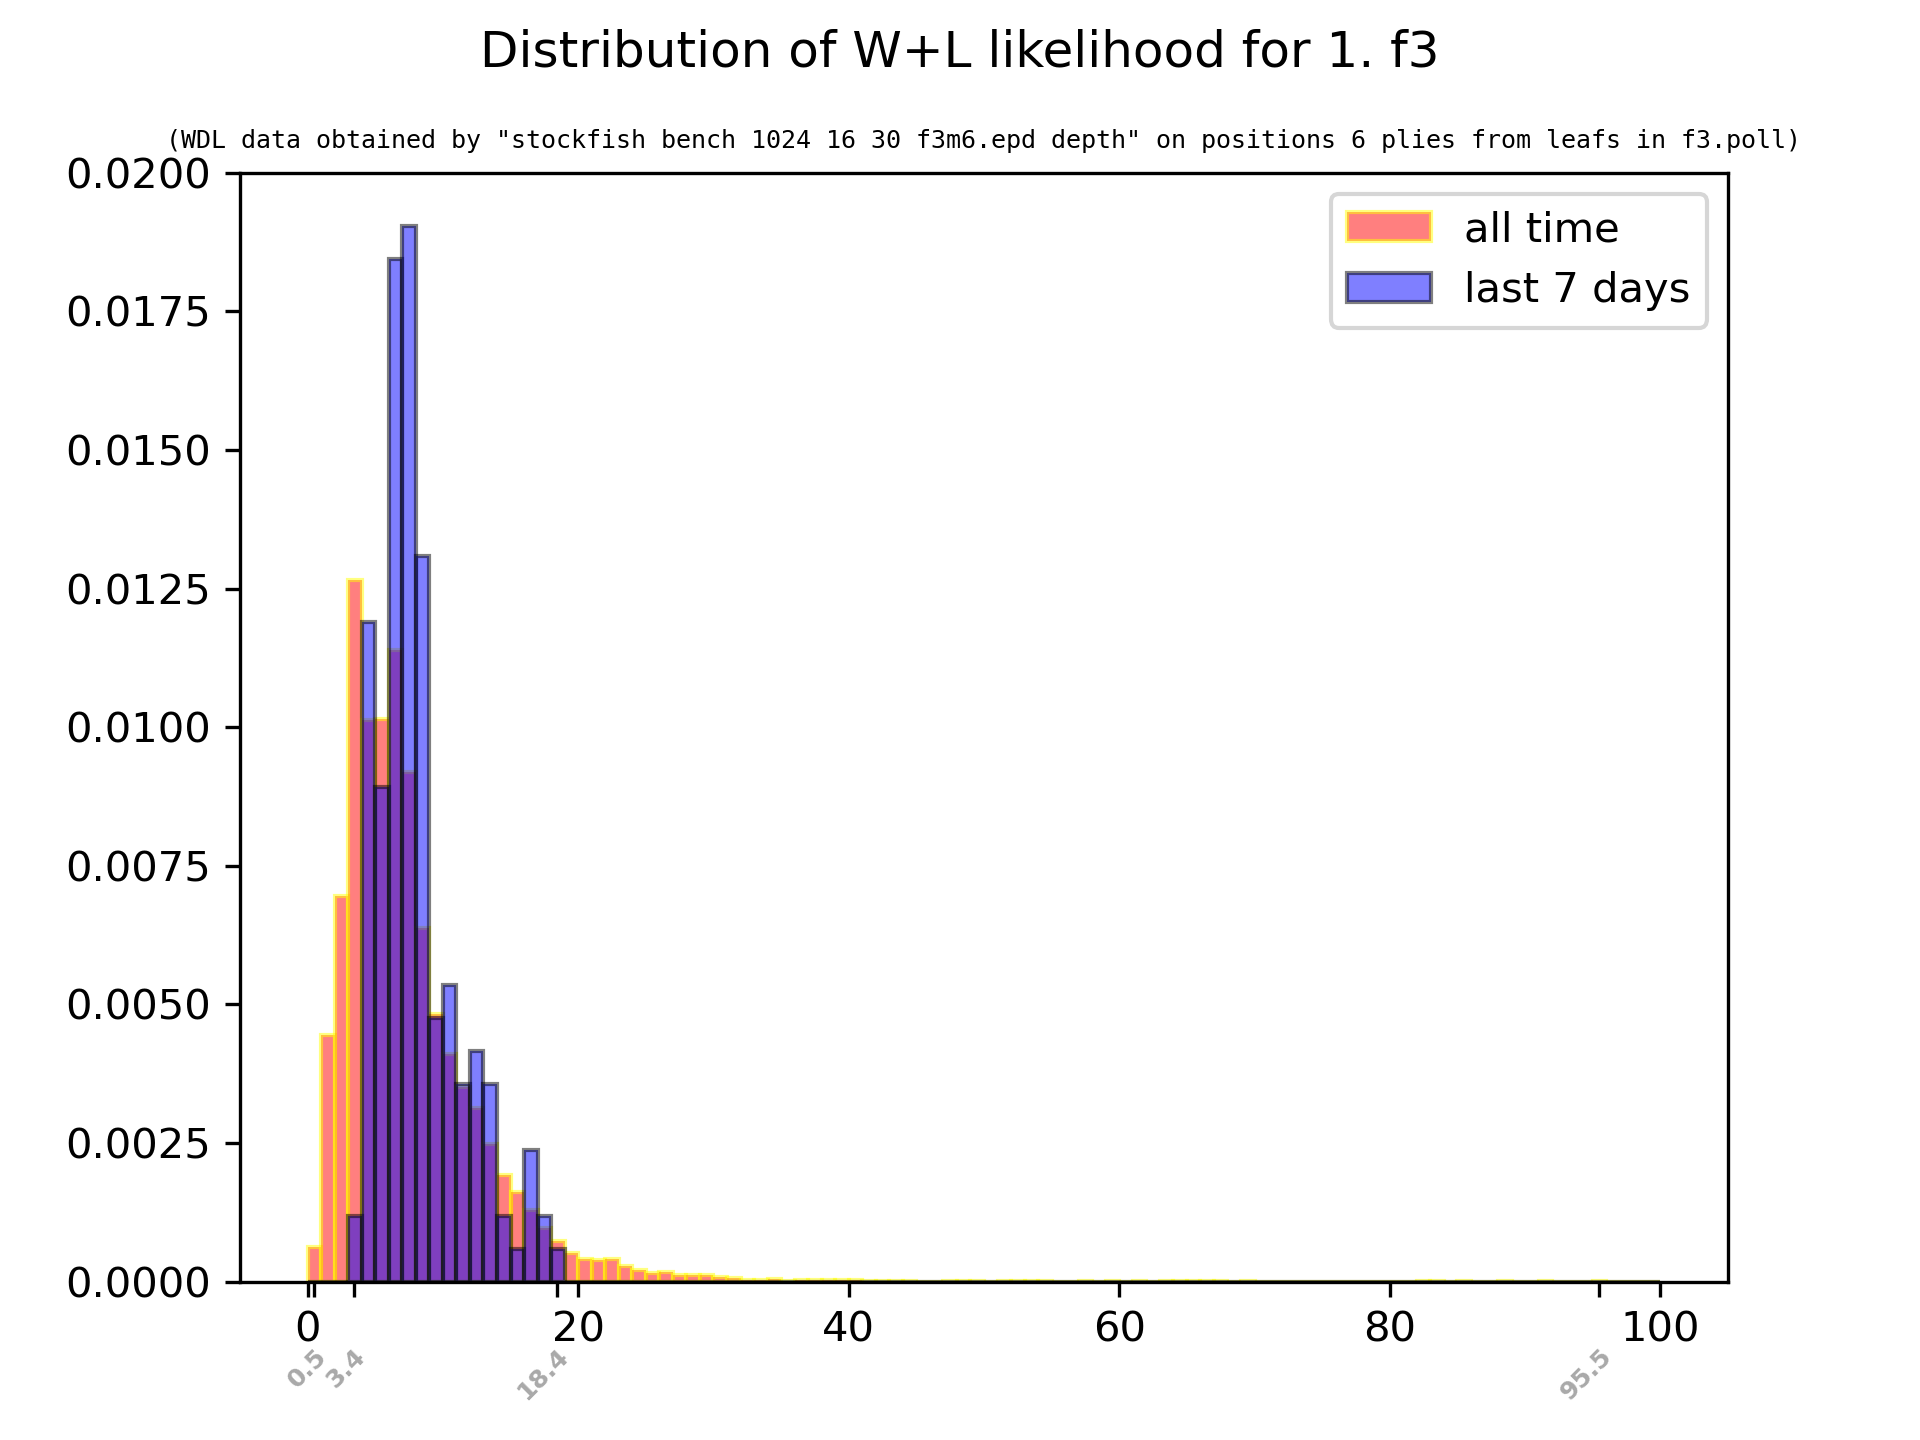 Distribution of W+L likelihood for 1. f3
(WDL data obtained by "stockfish bench 1024 16 30 f3m6.epd depth" on positions 6 plies from leafs in f3.poll)
0.0200
0.0175
0.0150
0.0125
0.0100
0.0075
0.0050
0.0025
0.0000
all time
last 7 days
0 20 40 60 80 100
0.5 3.4 18.4 95.5